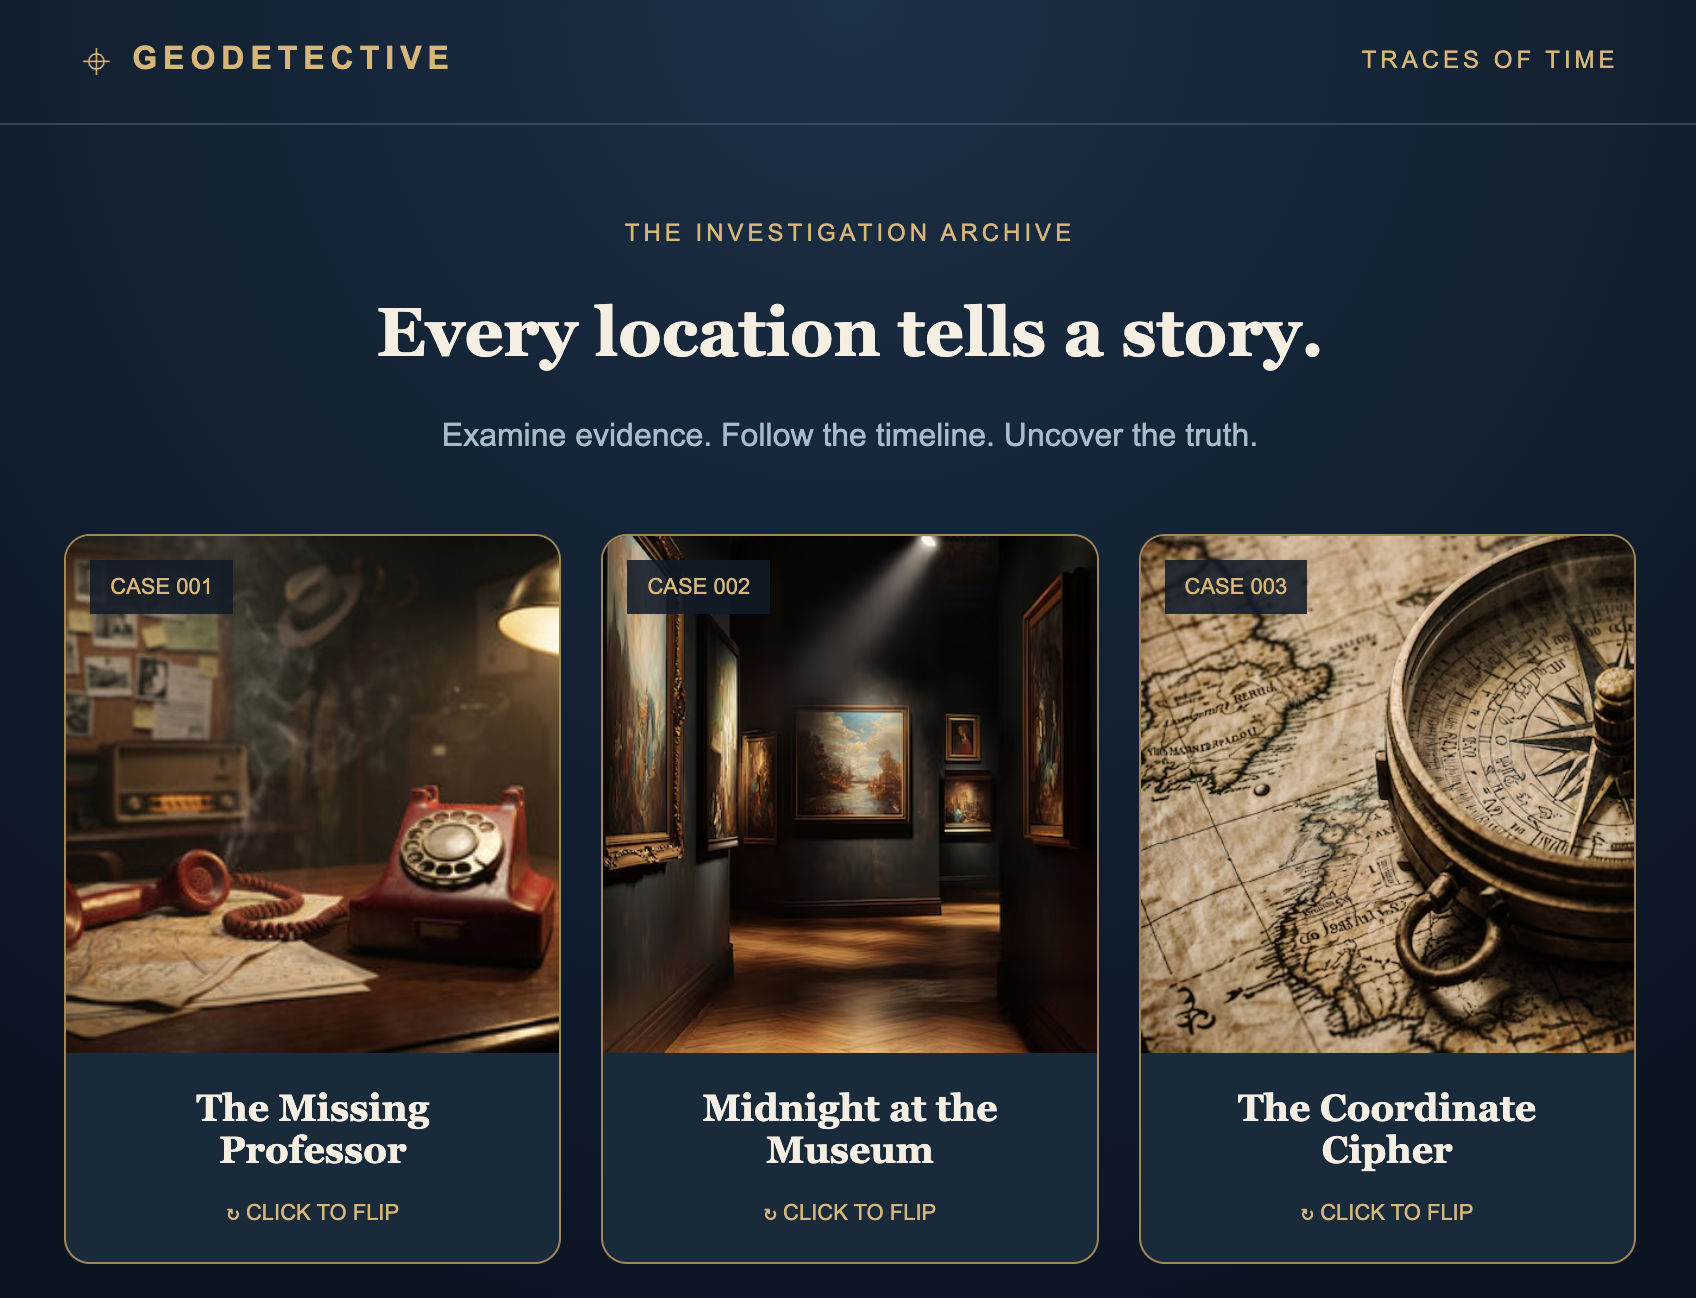 GEODETECTIVE
TRACES OF TIME
THE INVESTIGATION ARCHIVE
Every location tells a story.
Examine evidence. Follow the timeline. Uncover the truth.
CASE 001
The Missing
Professor
↻ CLICK TO FLIP
CASE 002
Midnight at the
Museum
↻ CLICK TO FLIP
CASE 003
The Coordinate
Cipher
↻ CLICK TO FLIP